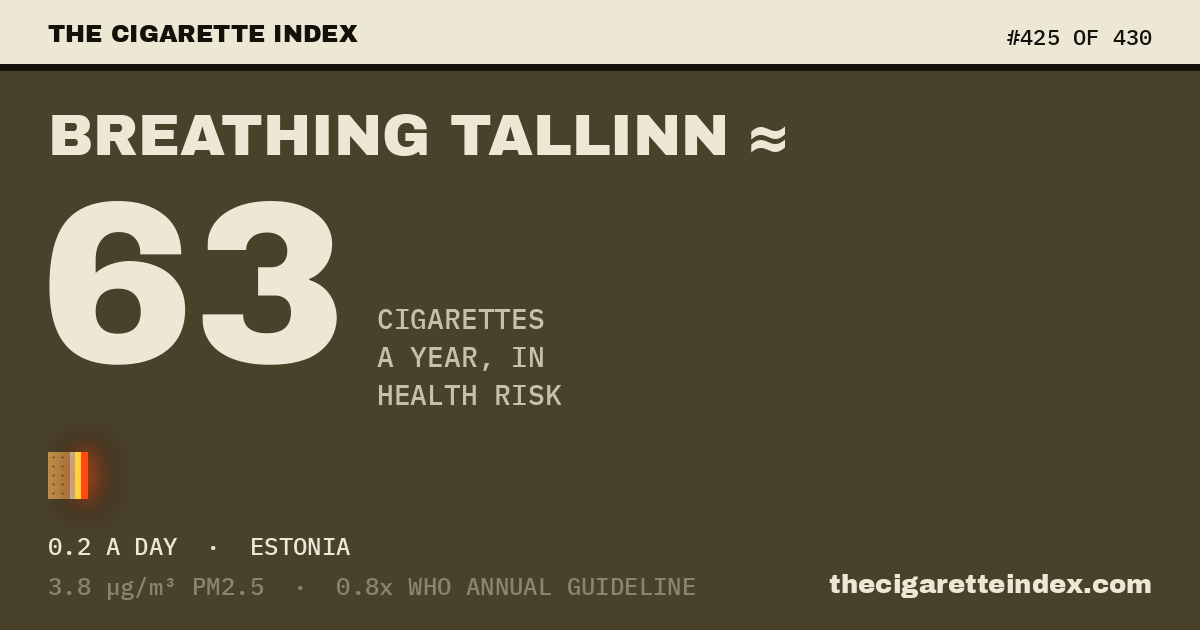 THE CIGARETTE INDEX
#425 OF 430
BREATHING TALLINN ≈
63
CIGARETTES
A YEAR, IN
HEALTH RISK
0.2 A DAY · ESTONIA
3.8 µg/m³ PM2.5 · 0.8x WHO ANNUAL GUIDELINE
thecigaretteindex.com